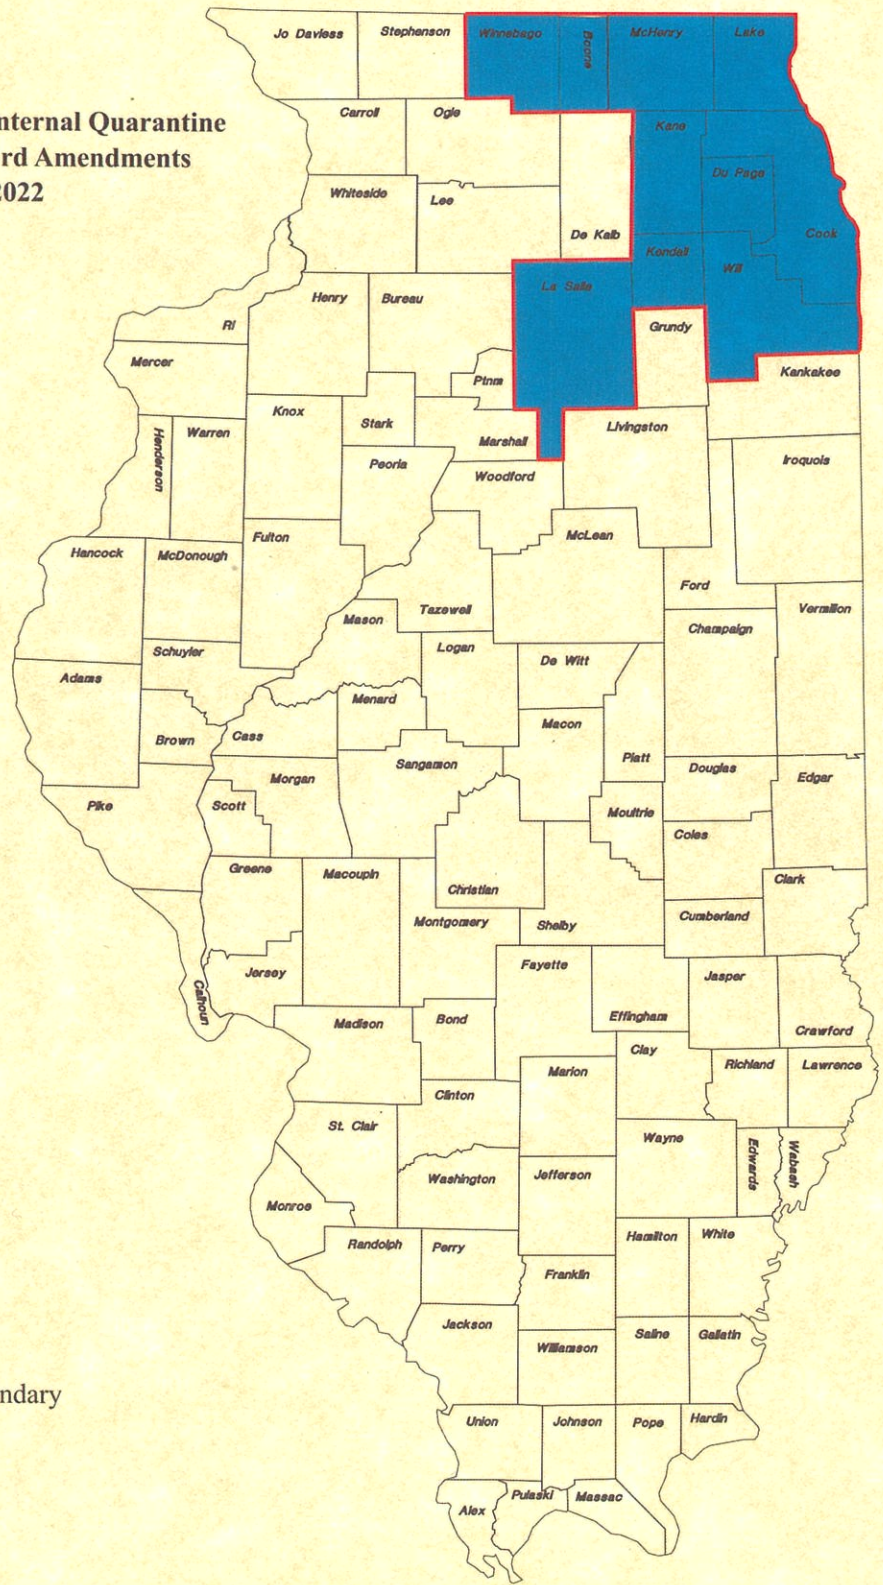 nternal Quarantine
rd Amendments
2022
Jo Daviess
Stephenson
Winnebago
Boone
McHenry
Lake
Carroll
Ogle
Kane
Du Page
Whiteside
Lee
De Kalb
Cook
Kendall
Will
La Salle
Henry
Bureau
RI
Grundy
Mercer
Kankakee
Ptnm
Knox
Stark
Henderson
Warren
Marshall
Livingston
Peoria
Iroquois
Woodford
Fulton
McLean
Hancock
McDonough
Ford
Vermilion
Mason
Tazewell
Champaign
Schuyler
Logan
De Witt
Adams
Menard
Macon
Brown
Cass
Sangamon
Piatt
Douglas
Edgar
Morgan
Pike
Scott
Moultrie
Coles
Greene
Macoupin
Christian
Clark
Montgomery
Shelby
Cumberland
Fayette
Jersey
Jasper
Calhoun
Bond
Effingham
Madison
Crawford
Clay
Marion
Richland
Lawrence
Clinton
St. Clair
Wayne
Edwards
Wabash
Washington
Jefferson
Monroe
Hamilton
White
Randolph
Perry
Franklin
Jackson
Saline
Gallatin
Williamson
ndary
Union
Johnson
Pope
Hardin
Pulaski
Massac
Alex